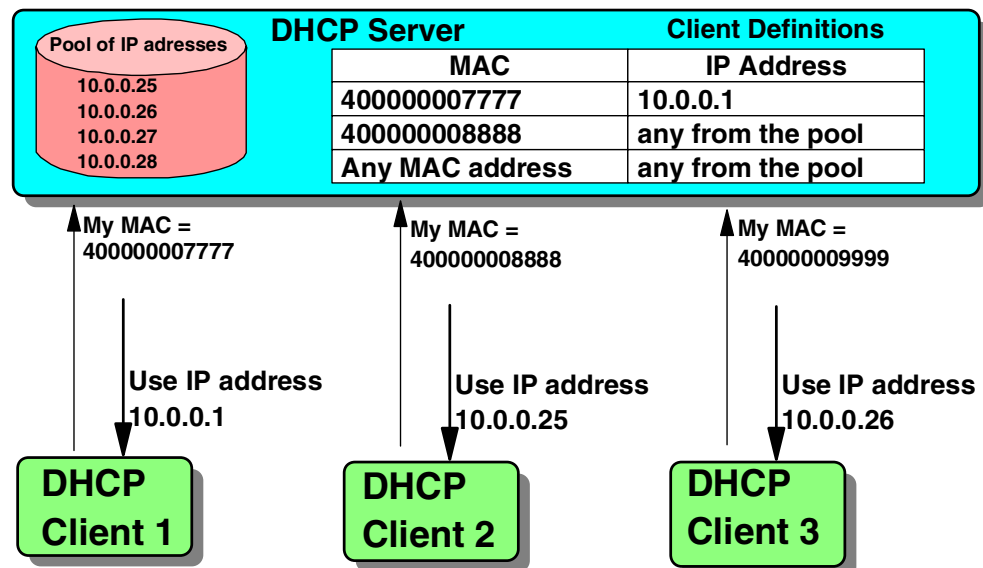 DHCP Server
Client Definitions
Pool of IP adresses
10.0.0.25
10.0.0.26
10.0.0.27
10.0.0.28
MAC IP Address
400000007777 10.0.0.1
400000008888 any from the pool
Any MAC address any from the pool
My MAC =
400000007777
My MAC =
400000008888
My MAC =
400000009999
Use IP address
10.0.0.1
Use IP address
10.0.0.25
Use IP address
10.0.0.26
DHCP
Client 1
DHCP
Client 2
DHCP
Client 3